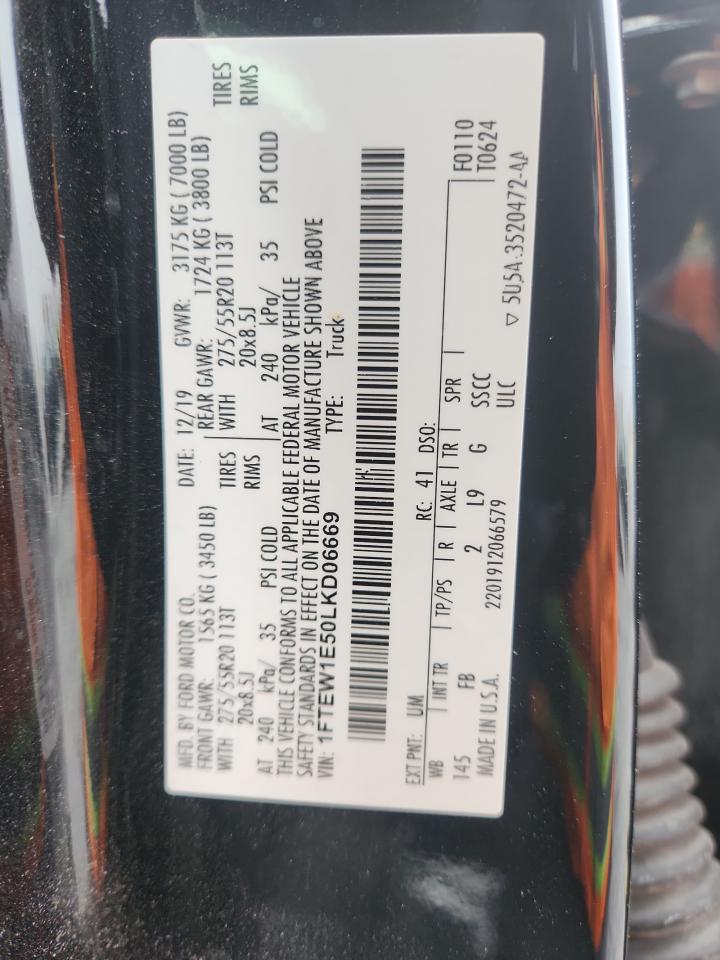 MFD. BY FORD MOTOR CO.
DATE: 12/19 GVWR: 3175 KG ( 7000 LB)
FRONT GAWR: 1565 KG ( 3450 LB)
REAR GAWR: 1724 KG ( 3800 LB)
WITH 275/55R20 113T TIRES
WITH 275/55R20 113T TIRES
20x8.5J RIMS
20x8.5J RIMS
AT 240 kPa/ 35 PSI COLD
AT 240 kPa/ 35 PSI COLD
THIS VEHICLE CONFORMS TO ALL APPLICABLE FEDERAL MOTOR VEHICLE
SAFETY STANDARDS IN EFFECT ON THE DATE OF MANUFACTURE SHOWN ABOVE
VIN: 1FTEW1E50LKD06669 TYPE: Truck
EXT PNT: UM RC: 41 DSO:
WB INT TR TP/PS R AXLE TR SPR F0110
145 FB 2 L9 G SSCC T0624
MADE IN U.S.A. 2201912066579 ULC
▽ 5U5A-3520472-AA